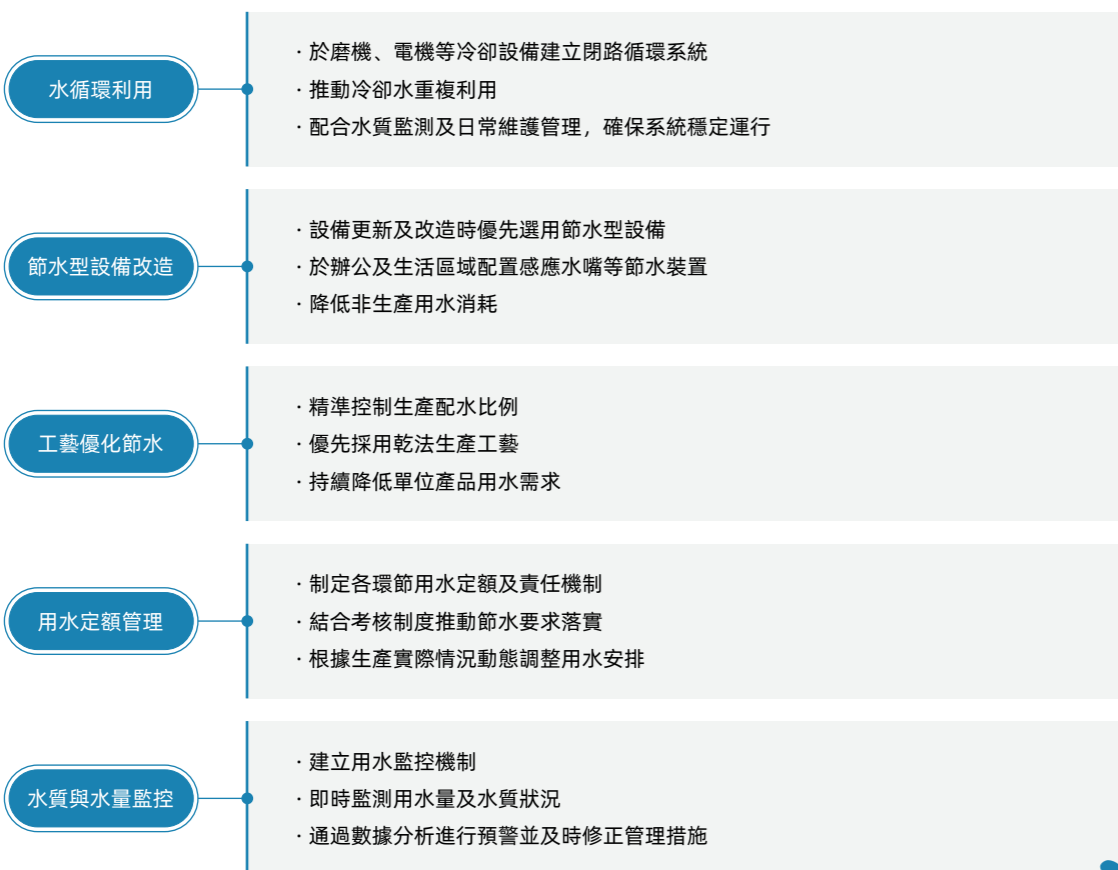 水循環利用
·於磨機、電機等冷卻設備建立閉路循環系統
·推動冷卻水重複利用
·配合水質監測及日常維護管理，確保系統穩定運行
節水型設備改造
·設備更新及改造時優先選用節水型設備
·於辦公及生活區域配置感應水嘴等節水裝置
·降低非生產用水消耗
工藝優化節水
·精準控制生產配水比例
·優先採用乾法生產工藝
·持續降低單位產品用水需求
用水定額管理
·制定各環節用水定額及責任機制
·結合考核制度推動節水要求落實
·根據生產實際情況動態調整用水安排
水質與水量監控
·建立用水監控機制
·即時監測用水量及水質狀況
·通過數據分析進行預警並及時修正管理措施